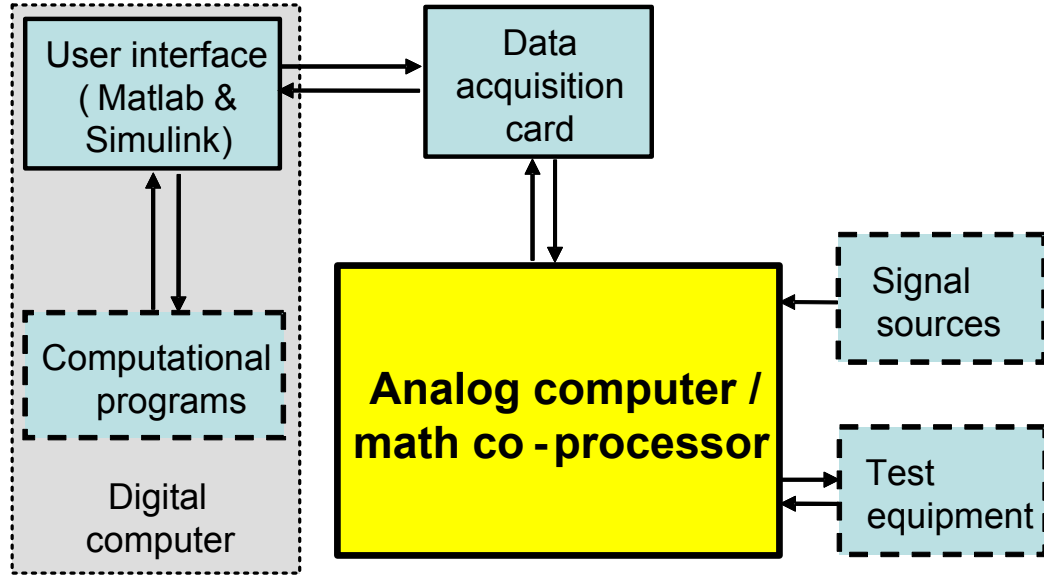 User interface
( Matlab &
Simulink)
Data
acquisition
card
Computational
programs
Digital
computer
Analog computer /
math co - processor
Signal
sources
Test
equipment